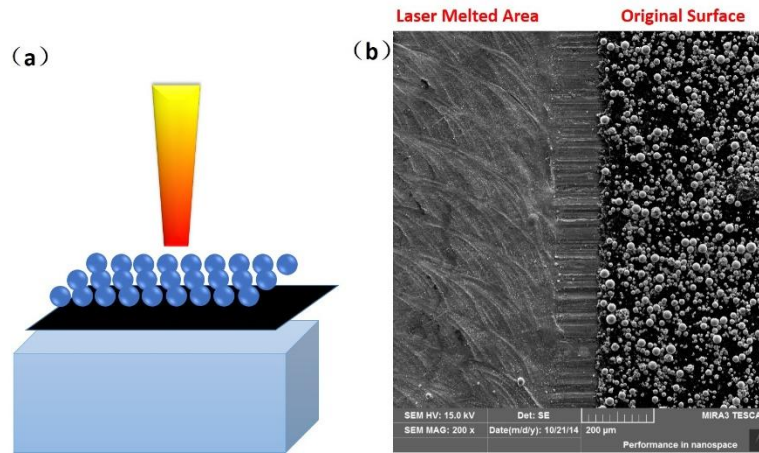 Laser Melted Area Original Surface
（a） （b）
SEM HV: 15.0 kV Det: SE MIRA3 TESCA
SEM MAG: 200 x Date(m/d/y): 10/21/14 200 µm
Performance in nanospace